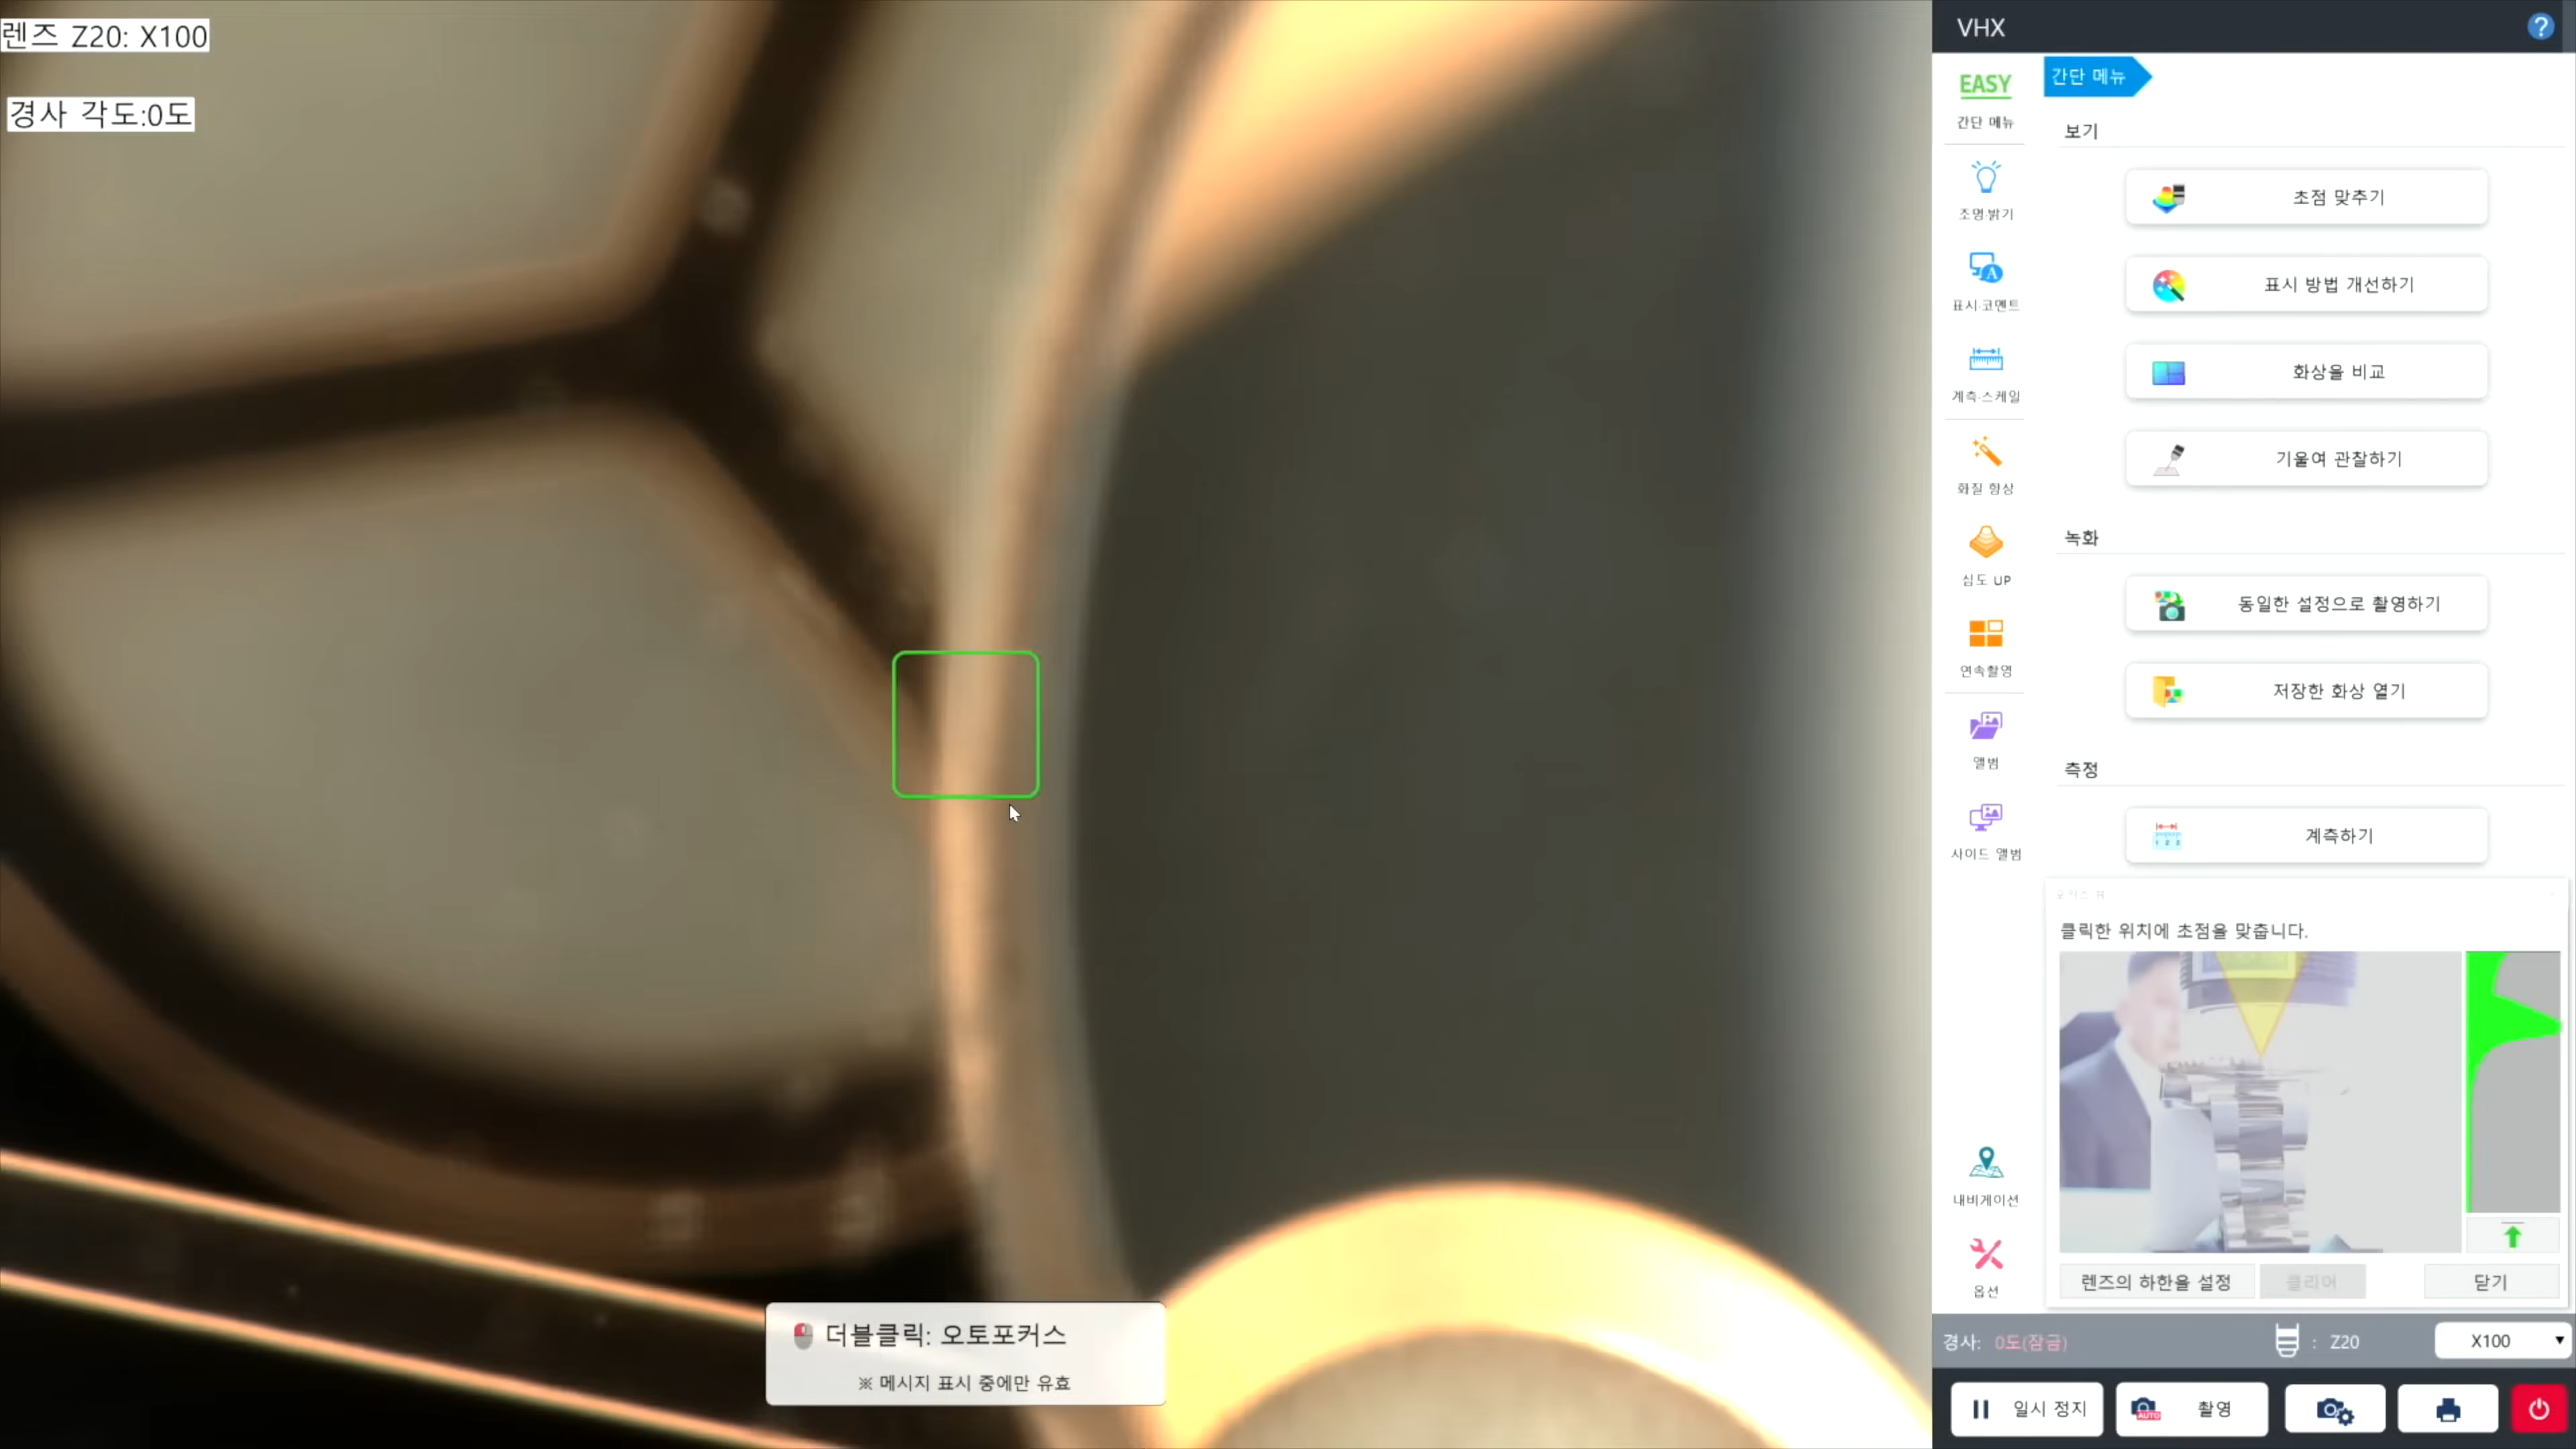 렌즈 Z20: X100
경사 각도:0도
더블클릭: 오토포커스
※ 메시지 표시 중에만 유효
VHX
?
EASY
간단 메뉴
조명·밝기
표시·코멘트
계측·스케일
화질 향상
심도 UP
연속촬영
앨범
사이드 앨범
내비게이션
옵션
간단 메뉴
보기
초점 맞추기
표시 방법 개선하기
화상을 비교
기울여 관찰하기
녹화
동일한 설정으로 촬영하기
저장한 화상 열기
측정
계측하기
클릭한 위치에 초점을 맞춥니다.
렌즈의 하한을 설정
클리어
닫기
경사: 0도(잠금)
: Z20
X100
일시 정지
AUTO
촬영